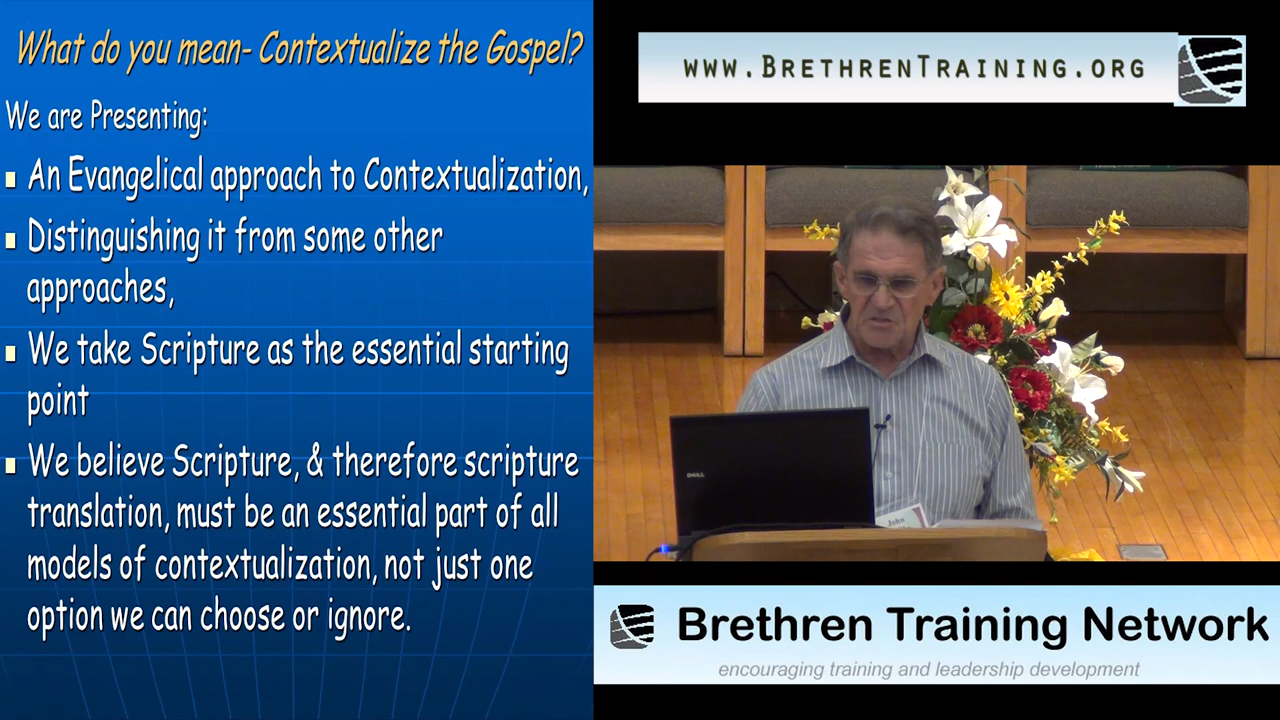 What do you mean- Contextualize the Gospel?
We are Presenting:
An Evangelical approach to Contextualization,
Distinguishing it from some other
approaches,
We take Scripture as the essential starting
point
We believe Scripture, & therefore scripture
translation, must be an essential part of all
models of contextualization, not just one
option we can choose or ignore.
www.BrethrenTraining.org
DELL
John
Brethren Training Network
encouraging training and leadership development